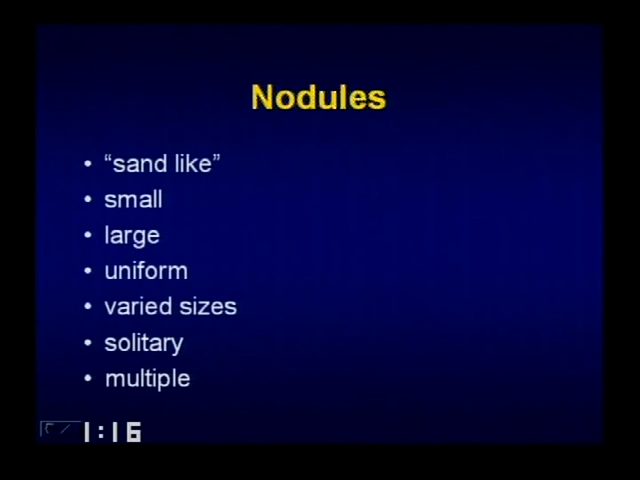 Nodules
• “sand like”
• small
• large
• uniform
• varied sizes
• solitary
• multiple
1:16